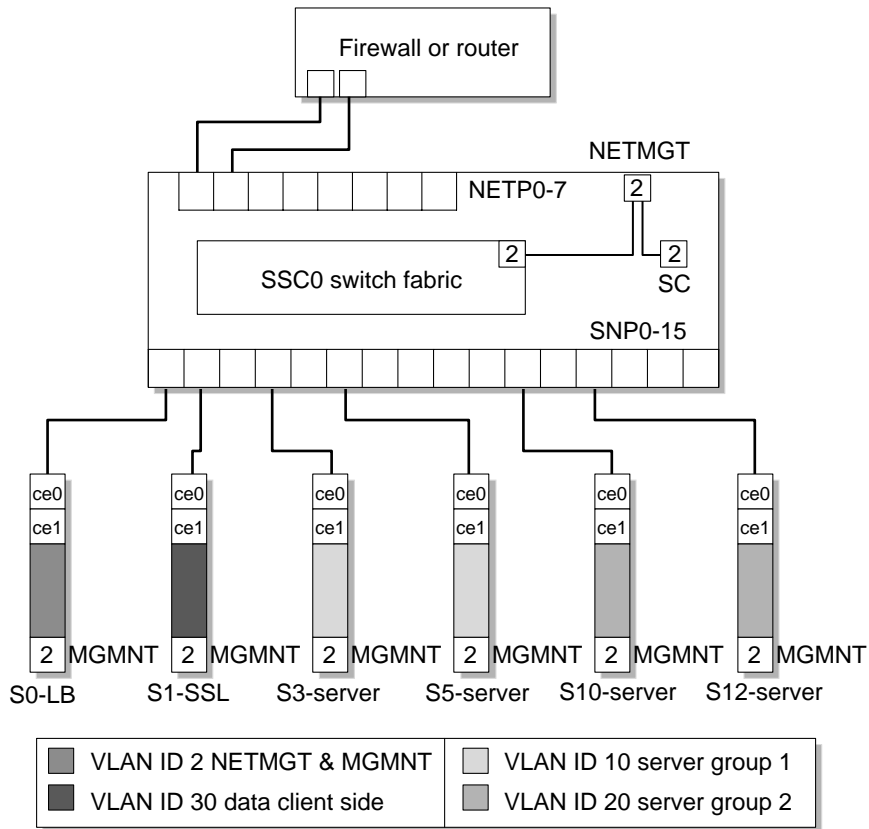 Firewall or router
NETMGT
NETP0-7
2
2
2
SSC0 switch fabric
SC
SNP0-15
ce0 ce0 ce0 ce0 ce0 ce0
ce1 ce1 ce1 ce1 ce1 ce1
2 MGMNT 2 MGMNT 2 MGMNT 2 MGMNT 2 MGMNT 2 MGMNT
S0-LB S1-SSL S3-server S5-server S10-server S12-server
VLAN ID 2 NETMGT & MGMNT
VLAN ID 30 data client side
VLAN ID 10 server group 1
VLAN ID 20 server group 2